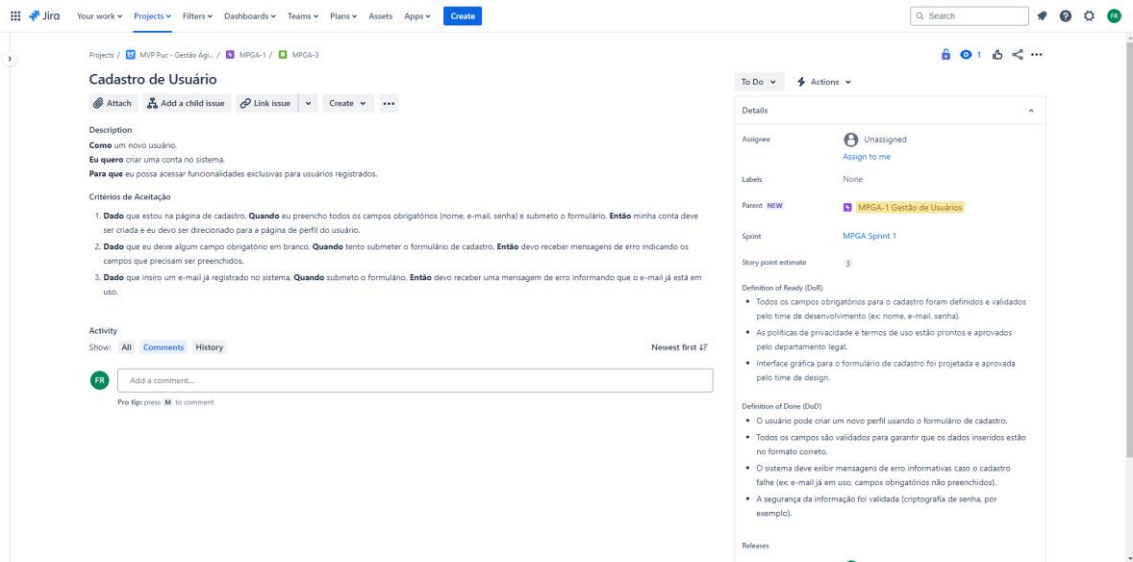 Jira Your work Projects Filters Dashboards Teams Plans Assets Apps Create Search FR
Projects / MVP Puc - Gestão Ági... / MPGA-1 / MPGA-3 1
Cadastro de Usuário
Attach Add a child issue Link issue Create
Description
Como um novo usuário,
Eu quero criar uma conta no sistema,
Para que eu possa acessar funcionalidades exclusivas para usuários registrados.
Critérios de Aceitação
1. Dado que estou na página de cadastro, Quando eu preencho todos os campos obrigatórios (nome, e-mail, senha) e submeto o formulário, Então minha conta deve
ser criada e eu devo ser direcionado para a página de perfil do usuário.
2. Dado que eu deixe algum campo obrigatório em branco, Quando tento submeter o formulário de cadastro, Então devo receber mensagens de erro indicando os
campos que precisam ser preenchidos.
3. Dado que insiro um e-mail já registrado no sistema, Quando submeto o formulário, Então devo receber uma mensagem de erro informando que o e-mail já está em
uso.
Activity
Show: All Comments History Newest first
FR Add a comment...
Pro tip: press M to comment
To Do Actions
Details
Assignee Unassigned
Assign to me
Labels None
Parent NEW MPGA-1 Gestão de Usuários
Sprint MPGA Sprint 1
Story point estimate 3
Definition of Ready (DoR)
• Todos os campos obrigatórios para o cadastro foram definidos e validados
pelo time de desenvolvimento (ex: nome, e-mail, senha).
• As políticas de privacidade e termos de uso estão prontos e aprovados
pelo departamento legal.
• Interface gráfica para o formulário de cadastro foi projetada e aprovada
pelo time de design.
Definition of Done (DoD)
• O usuário pode criar um novo perfil usando o formulário de cadastro.
• Todos os campos são validados para garantir que os dados inseridos estão
no formato correto.
• O sistema deve exibir mensagens de erro informativas caso o cadastro
falhe (ex: e-mail já em uso, campos obrigatórios não preenchidos).
• A segurança da informação foi validada (criptografia de senha, por
exemplo).
Releases